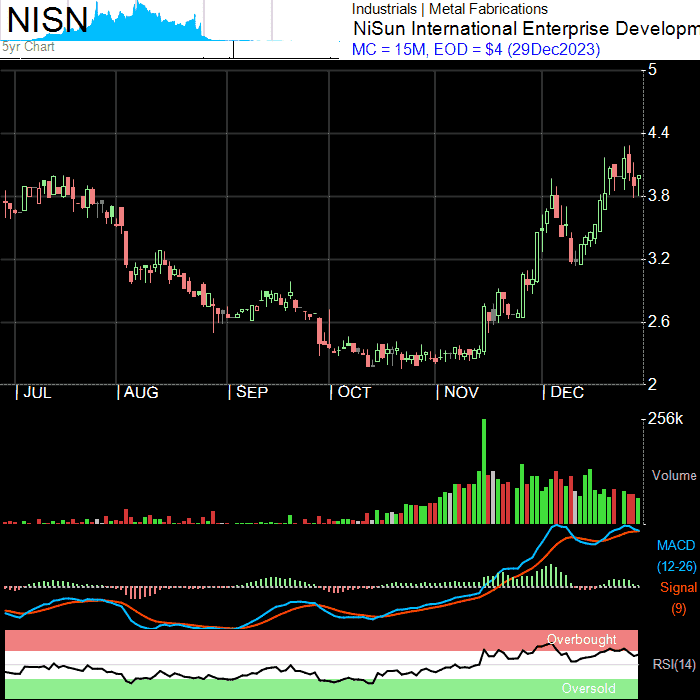 NISN
5yr Chart
Industrials | Metal Fabrications
NiSun International Enterprise Developm
MC = 15M, EOD = $4 (29Dec2023)
5
4.4
3.8
3.2
2.6
2
JUL AUG SEP OCT NOV DEC
256k
Volume
MACD
(12-26)
Signal
(9)
Overbought
RSI(14)
Oversold